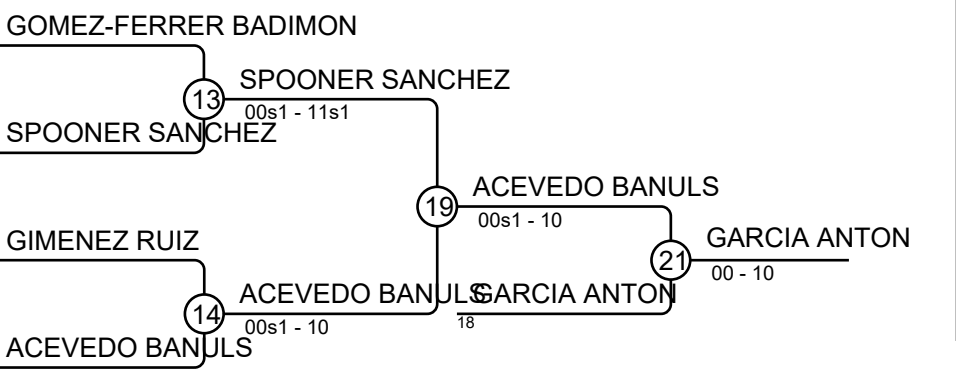 GOMEZ-FERRER BADIMON
SPOONER SANCHEZ
13
00s1 - 11s1
SPOONER SANCHEZ
ACEVEDO BANULS
19
00s1 - 10
GIMENEZ RUIZ
GARCIA ANTON
21
00 - 10
ACEVEDO BANULS
GARCIA ANTON
14
00s1 - 10
18
ACEVEDO BANULS